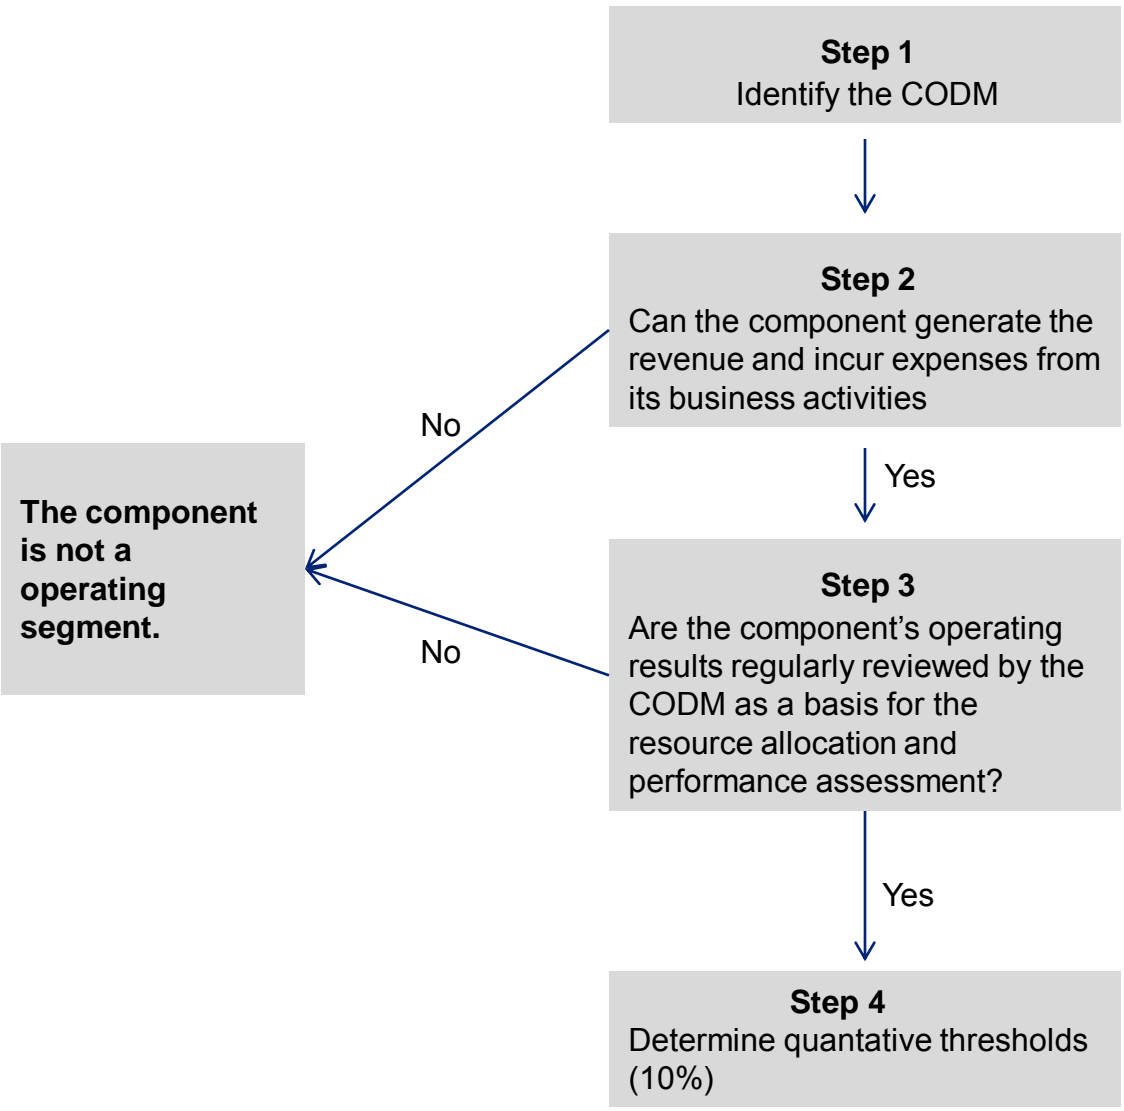 Step 1
Identify the CODM
Step 2
Can the component generate the
revenue and incur expenses from
its business activities
No
Yes
The component
is not a
operating
segment.
Step 3
Are the component’s operating
results regularly reviewed by the
CODM as a basis for the
resource allocation and
performance assessment?
No
Yes
Step 4
Determine quantative thresholds
(10%)